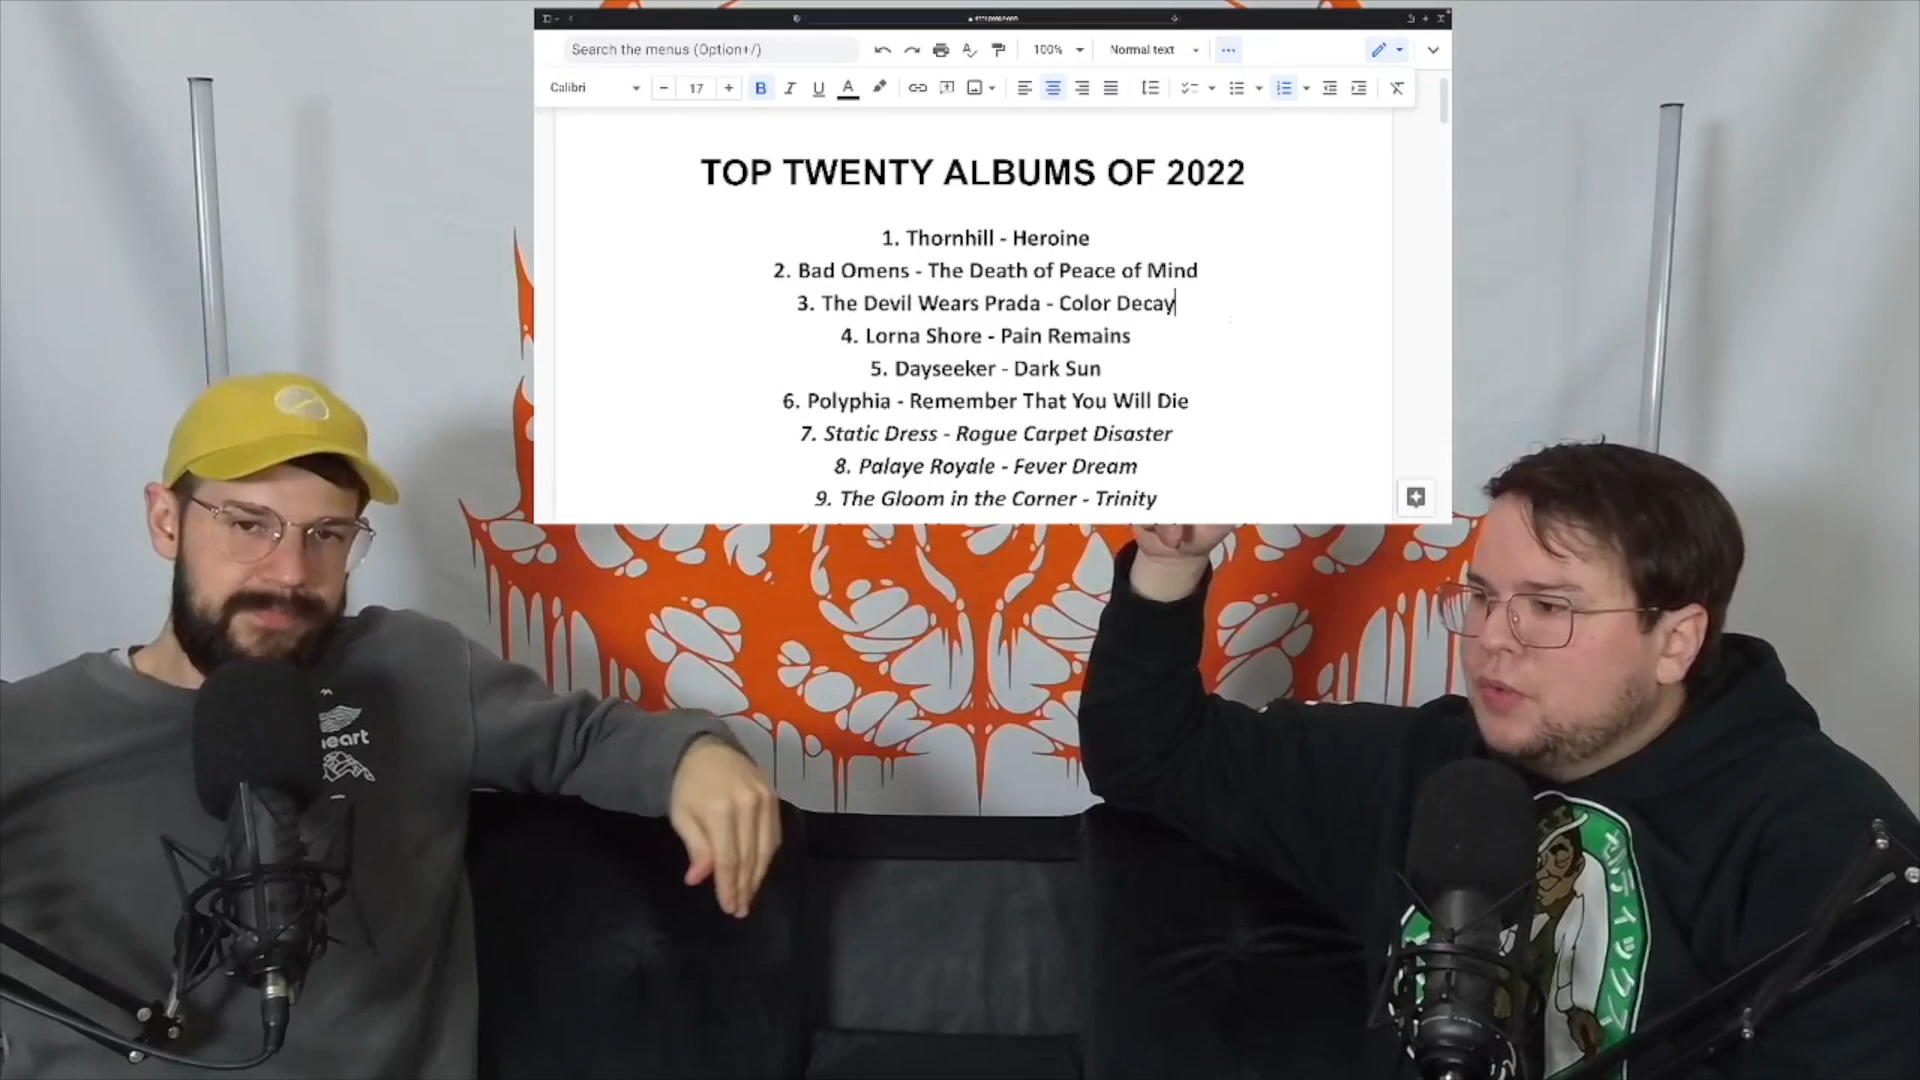 Search the menus (Option+/)
100%
Normal text
Calibri
17
B I U A
TOP TWENTY ALBUMS OF 2022
1. Thornhill - Heroine
2. Bad Omens - The Death of Peace of Mind
3. The Devil Wears Prada - Color Decay
4. Lorna Shore - Pain Remains
5. Dayseeker - Dark Sun
6. Polyphia - Remember That You Will Die
7. Static Dress - Rogue Carpet Disaster
8. Palaye Royale - Fever Dream
9. The Gloom in the Corner - Trinity
heart